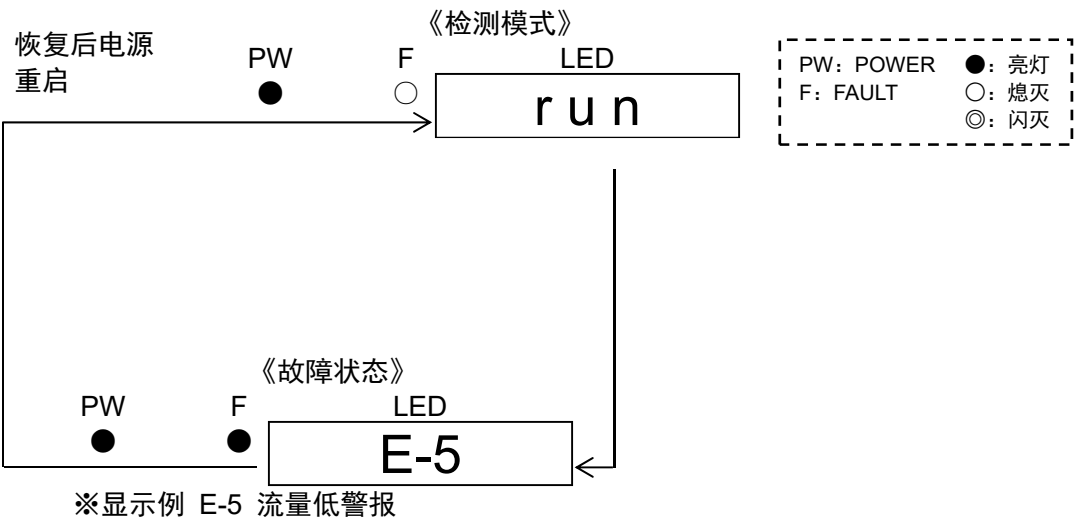 《检测模式》
恢复后电源
重启
PW F LED
● ○ run
PW：POWER ●：亮灯
F：FAULT ○：熄灭
◎：闪灭
《故障状态》
PW F LED
● ● E-5
※显示例 E-5 流量低警报